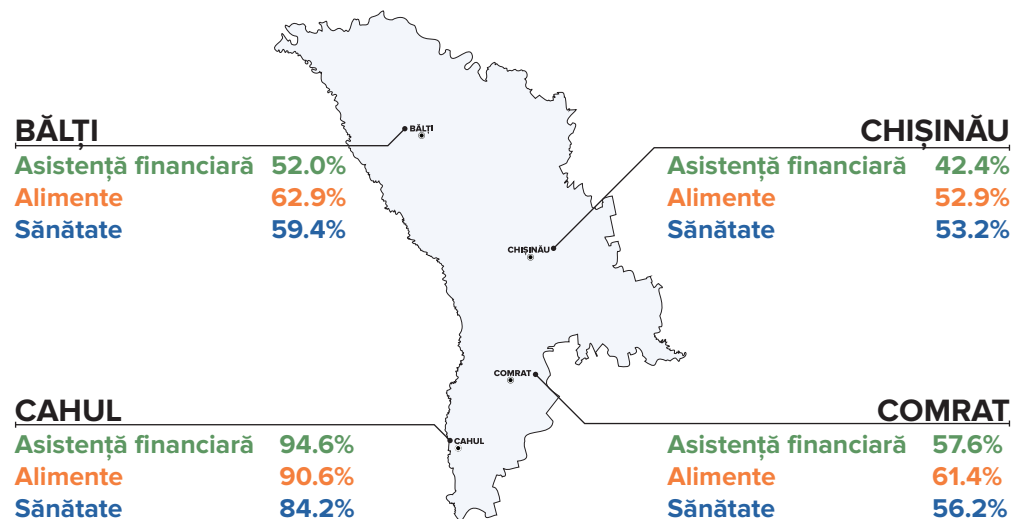 BĂLȚI
Asistență financiară 52.0%
Alimente 62.9%
Sănătate 59.4%
CHIȘINĂU
Asistență financiară 42.4%
Alimente 52.9%
Sănătate 53.2%
BĂLȚI
CHIȘINĂU
COMRAT
CAHUL
CAHUL
Asistență financiară 94.6%
Alimente 90.6%
Sănătate 84.2%
COMRAT
Asistență financiară 57.6%
Alimente 61.4%
Sănătate 56.2%